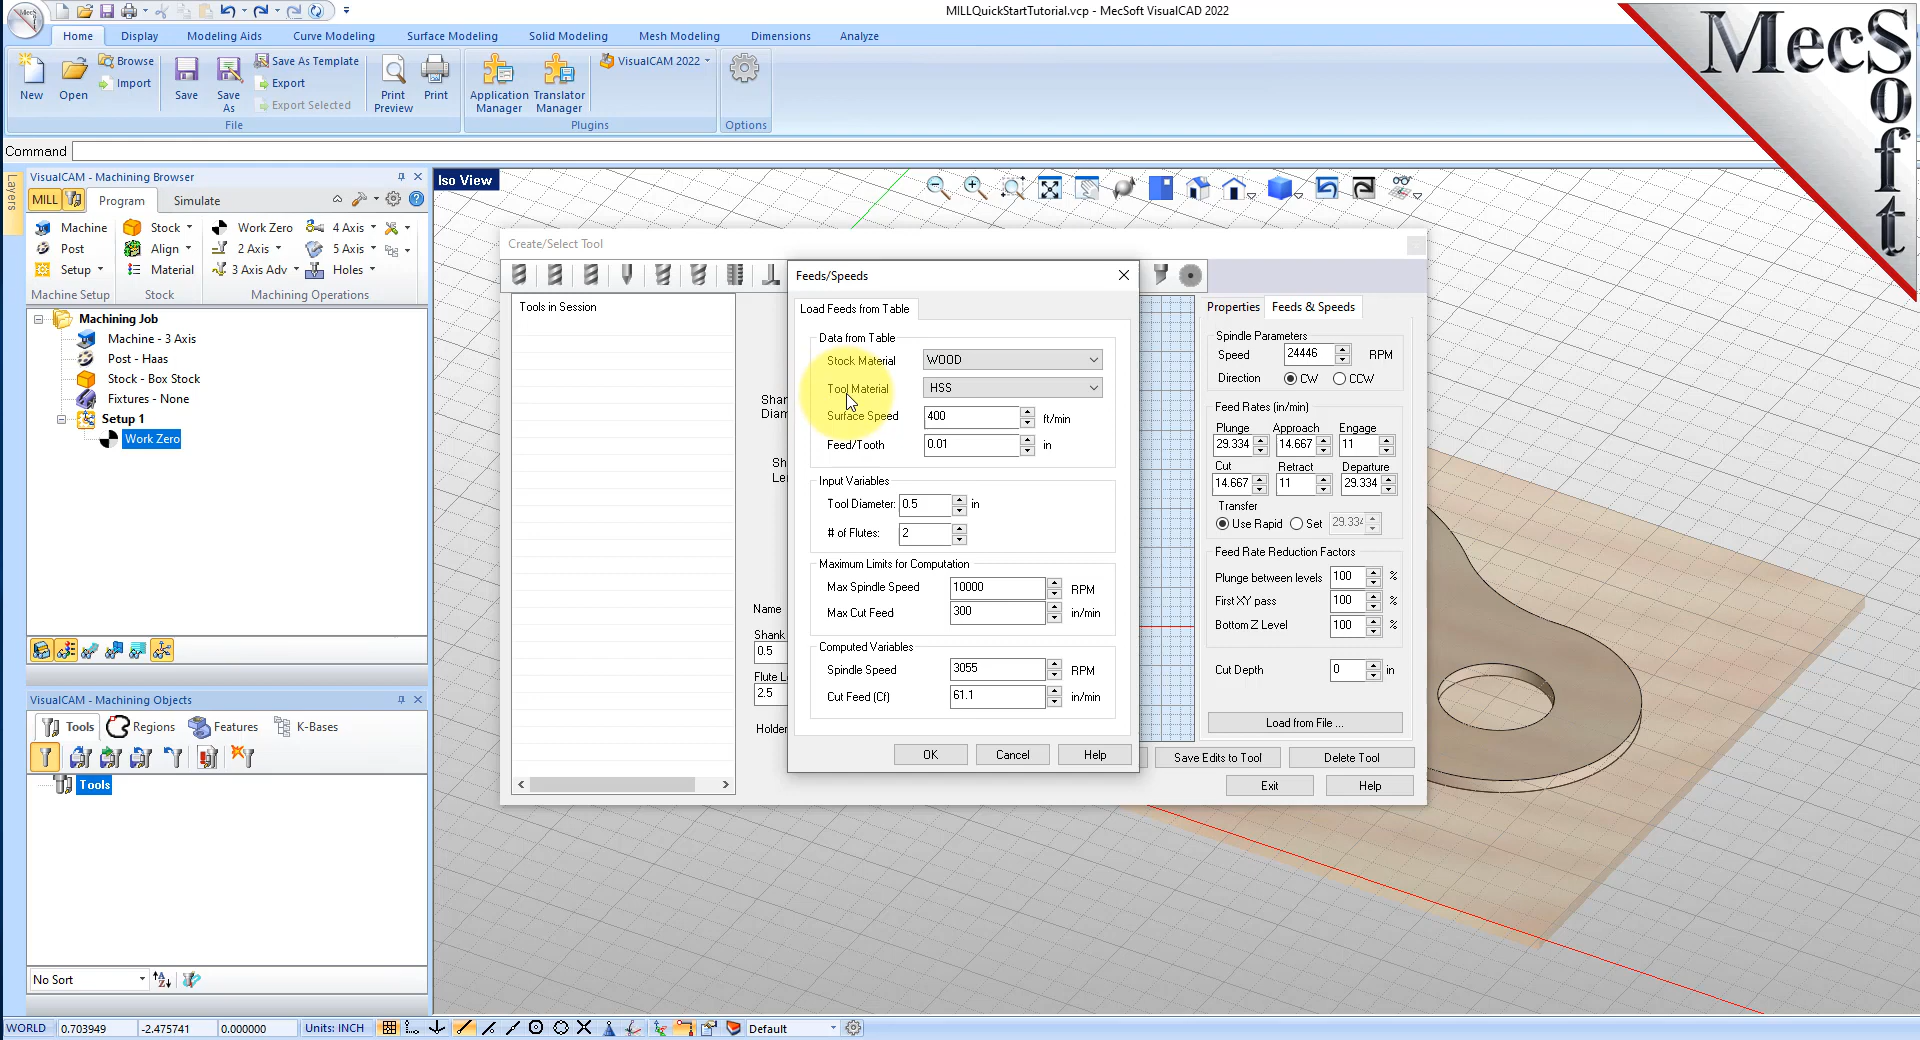 MILLQuickStartTutorial.vcp - MecSoft VisualCAD 2022
Home Display Modeling Aids Curve Modeling Surface Modeling Solid Modeling Mesh Modeling Dimensions Analyze
New Open Browse Import Save Save As Save As Template Export Export Selected Print Preview Print Application Manager Translator Manager VisualCAM 2022
File Plugins Options
Command
MecSoft
Layers
VisualCAM - Machining Browser
MILL Program Simulate
Machine Stock Work Zero 4 Axis
Post Align 2 Axis 5 Axis
Setup Material 3 Axis Adv Holes
Machine Setup Stock Machining Operations
Machining Job
Machine - 3 Axis
Post - Haas
Stock - Box Stock
Fixtures - None
Setup 1
Work Zero
VisualCAM - Machining Objects
Tools Regions Features K-Bases
Tools
No Sort
Iso View
Create/Select Tool
Tools in Session
Shan
Diam
Sh
Len
Name
Shank
0.5
Flute L
2.5
Holder
Feeds/Speeds
Load Feeds from Table
Data from Table
Stock Material WOOD
Tool Material HSS
Surface Speed 400 ft/min
Feed/Tooth 0.01 in
Input Variables
Tool Diameter: 0.5 in
# of Flutes: 2
Maximum Limits for Computation
Max Spindle Speed 10000 RPM
Max Cut Feed 300 in/min
Computed Variables
Spindle Speed 3055 RPM
Cut Feed (Cf) 61.1 in/min
OK Cancel Help
Properties Feeds & Speeds
Spindle Parameters
Speed 24446 RPM
Direction CW CCW
Feed Rates (in/min)
Plunge Approach Engage
29.334 14.667 11
Cut Retract Departure
14.667 11 29.334
Transfer
Use Rapid Set 29.334
Feed Rate Reduction Factors
Plunge between levels 100 %
First XY pass 100 %
Bottom Z Level 100 %
Cut Depth 0 in
Load from File ...
Save Edits to Tool Delete Tool
Exit Help
WORLD 0.703949 -2.475741 0.000000 Units: INCH Default